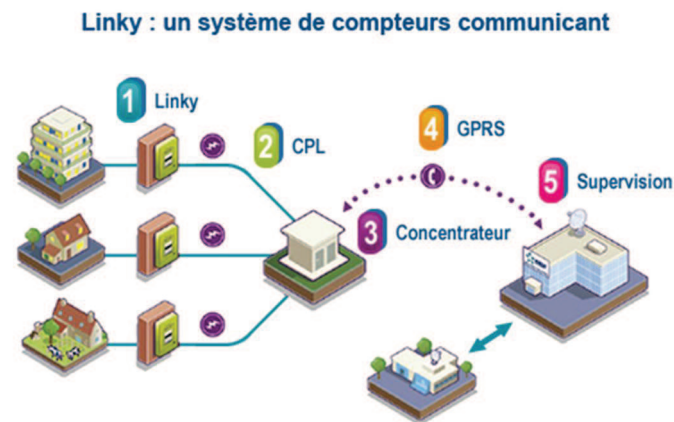 Linky : un système de compteurs communicant
1 Linky
2 CPL
4 GPRS
5 Supervision
3 Concentrateur